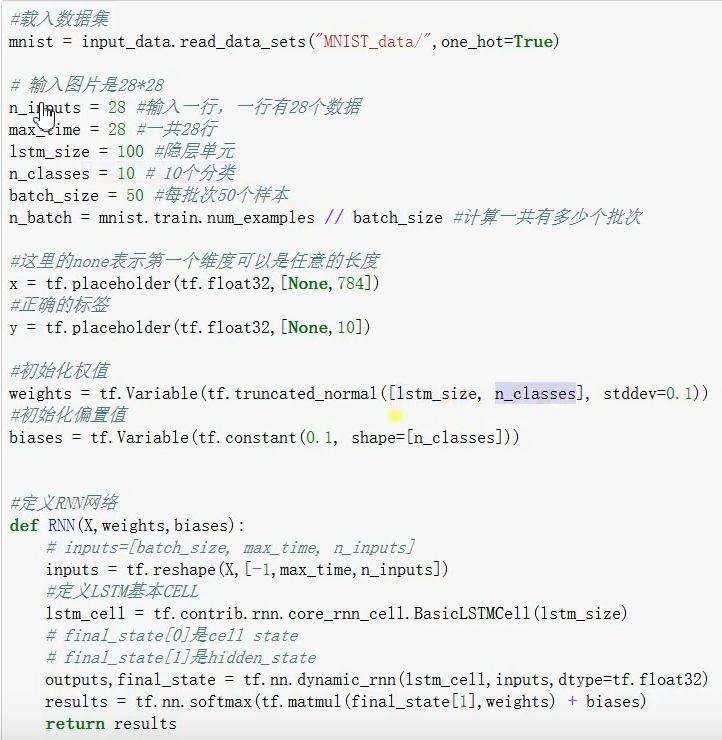 #载入数据集
mnist = input_data.read_data_sets("MNIST_data/",one_hot=True)
# 输入图片是28*28
n_inputs = 28 #输入一行，一行有28个数据
max_time = 28 #一共28行
lstm_size = 100 #隐层单元
n_classes = 10 # 10个分类
batch_size = 50 #每批次50个样本
n_batch = mnist.train.num_examples // batch_size #计算一共有多少个批次
#这里的none表示第一个维度可以是任意的长度
x = tf.placeholder(tf.float32,[None,784])
#正确的标签
y = tf.placeholder(tf.float32,[None,10])
#初始化权值
weights = tf.Variable(tf.truncated_normal([lstm_size, n_classes], stddev=0.1))
#初始化偏置值
biases = tf.Variable(tf.constant(0.1, shape=[n_classes]))
#定义RNN网络
def RNN(X,weights,biases):
    # inputs=[batch_size, max_time, n_inputs]
    inputs = tf.reshape(X,[-1,max_time,n_inputs])
    #定义LSTM基本CELL
    lstm_cell = tf.contrib.rnn.core_rnn_cell.BasicLSTMCell(lstm_size)
    # final_state[0]是cell state
    # final_state[1]是hidden_state
    outputs,final_state = tf.nn.dynamic_rnn(lstm_cell,inputs,dtype=tf.float32)
    results = tf.nn.softmax(tf.matmul(final_state[1],weights) + biases)
    return results